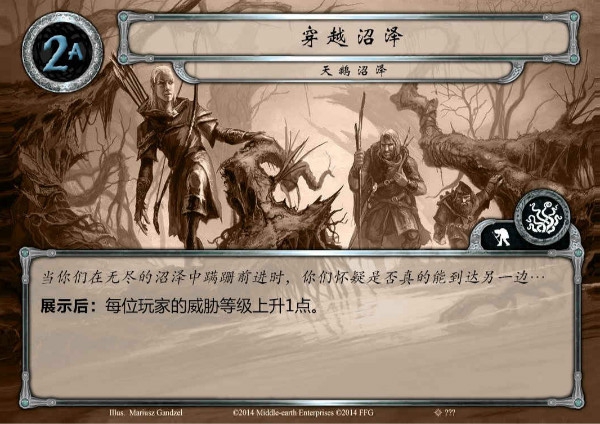 2A
穿越沼泽
天鹅沼泽
当你们在无尽的沼泽中蹒跚前进时，你们怀疑是否真的能到达另一边…
展示后：每位玩家的威胁等级上升1点。
Illus. Mariusz Gandzel ©2014 Middle-earth Enterprises ©2014 FFG ???